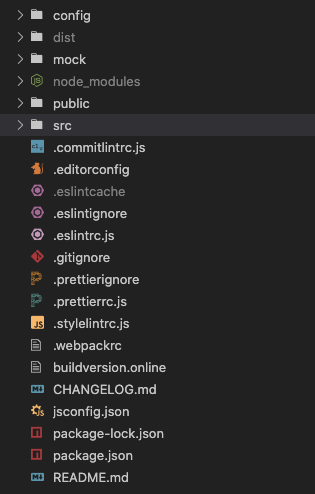 config
dist
mock
node_modules
public
src
.commitlintrc.js
.editorconfig
.eslintcache
.eslintignore
.eslintrc.js
.gitignore
.prettierignore
.prettierrc.js
.stylelintrc.js
.webpackrc
buildversion.online
CHANGELOG.md
jsconfig.json
package-lock.json
package.json
README.md